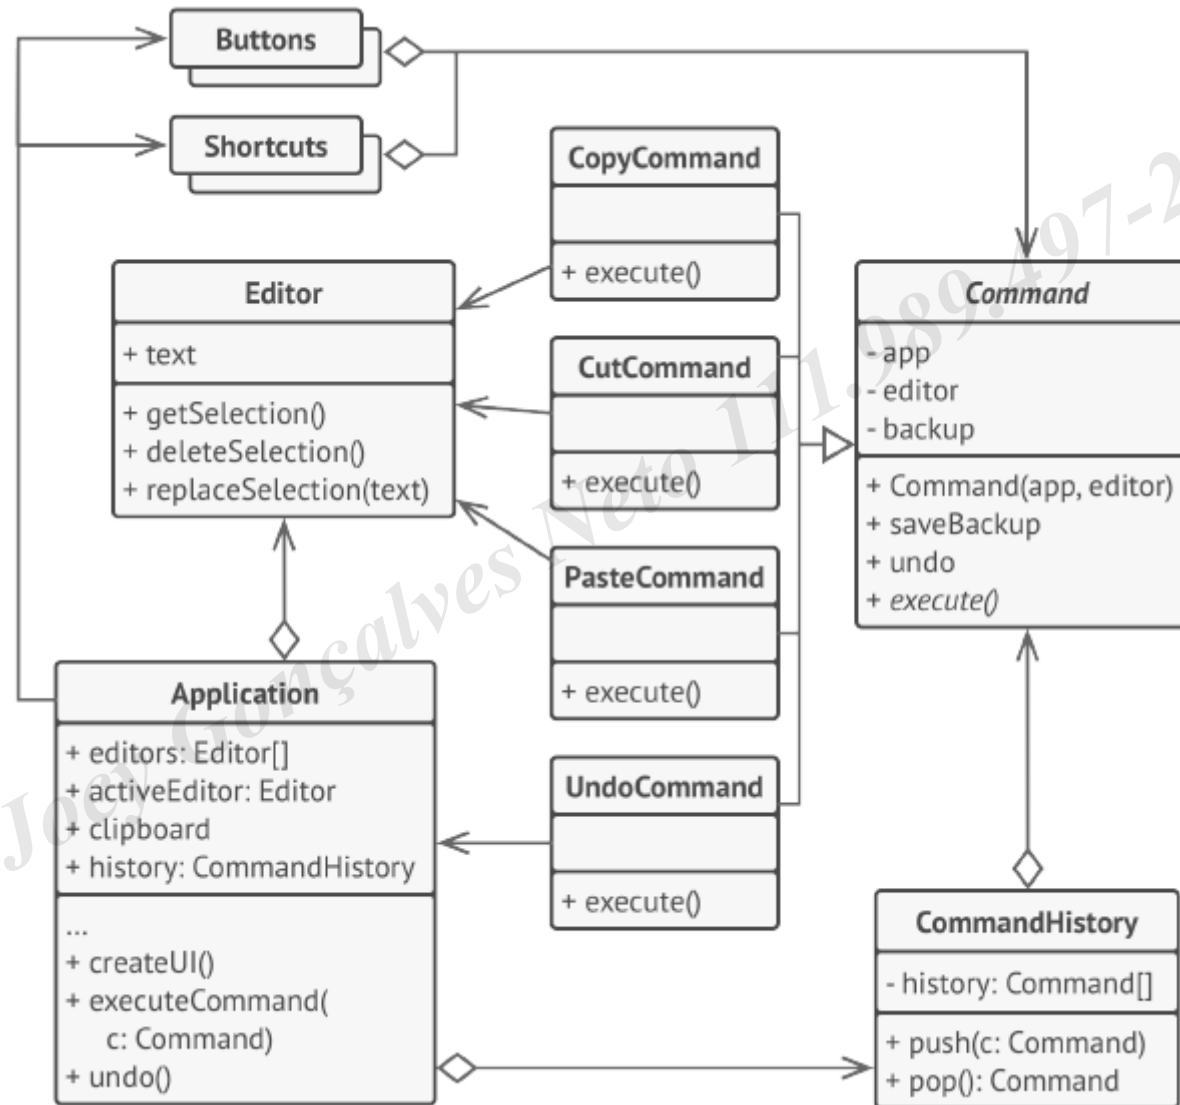 Buttons
Shortcuts
CopyCommand
+ execute()
Editor
+ text
+ getSelection()
+ deleteSelection()
+ replaceSelection(text)
CutCommand
+ execute()
Command
- app
- editor
- backup
+ Command(app, editor)
+ saveBackup
+ undo
+ execute()
PasteCommand
+ execute()
Application
+ editors: Editor[]
+ activeEditor: Editor
+ clipboard
+ history: CommandHistory
...
+ createUI()
+ executeCommand(
c: Command)
+ undo()
UndoCommand
+ execute()
CommandHistory
- history: Command[]
+ push(c: Command)
+ pop(): Command
Joey Gonçalves Neto 111.989.497-2